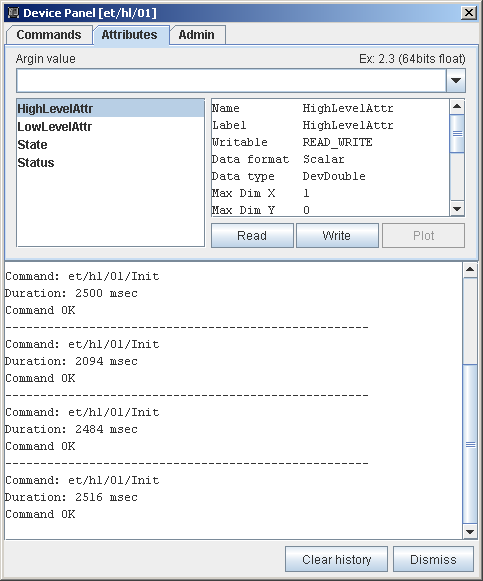 Device Panel [et/hl/01]
Commands Attributes Admin
Argin value Ex: 2.3 (64bits float)
HighLevelAttr
LowLevelAttr
State
Status
Name HighLevelAttr
Label HighLevelAttr
Writable READ_WRITE
Data format Scalar
Data type DevDouble
Max Dim X 1
Max Dim Y 0
Read Write Plot
Command: et/hl/01/Init
Duration: 2500 msec
Command OK
----------------------------------------------------
Command: et/hl/01/Init
Duration: 2094 msec
Command OK
----------------------------------------------------
Command: et/hl/01/Init
Duration: 2484 msec
Command OK
----------------------------------------------------
Command: et/hl/01/Init
Duration: 2516 msec
Command OK
Clear history Dismiss